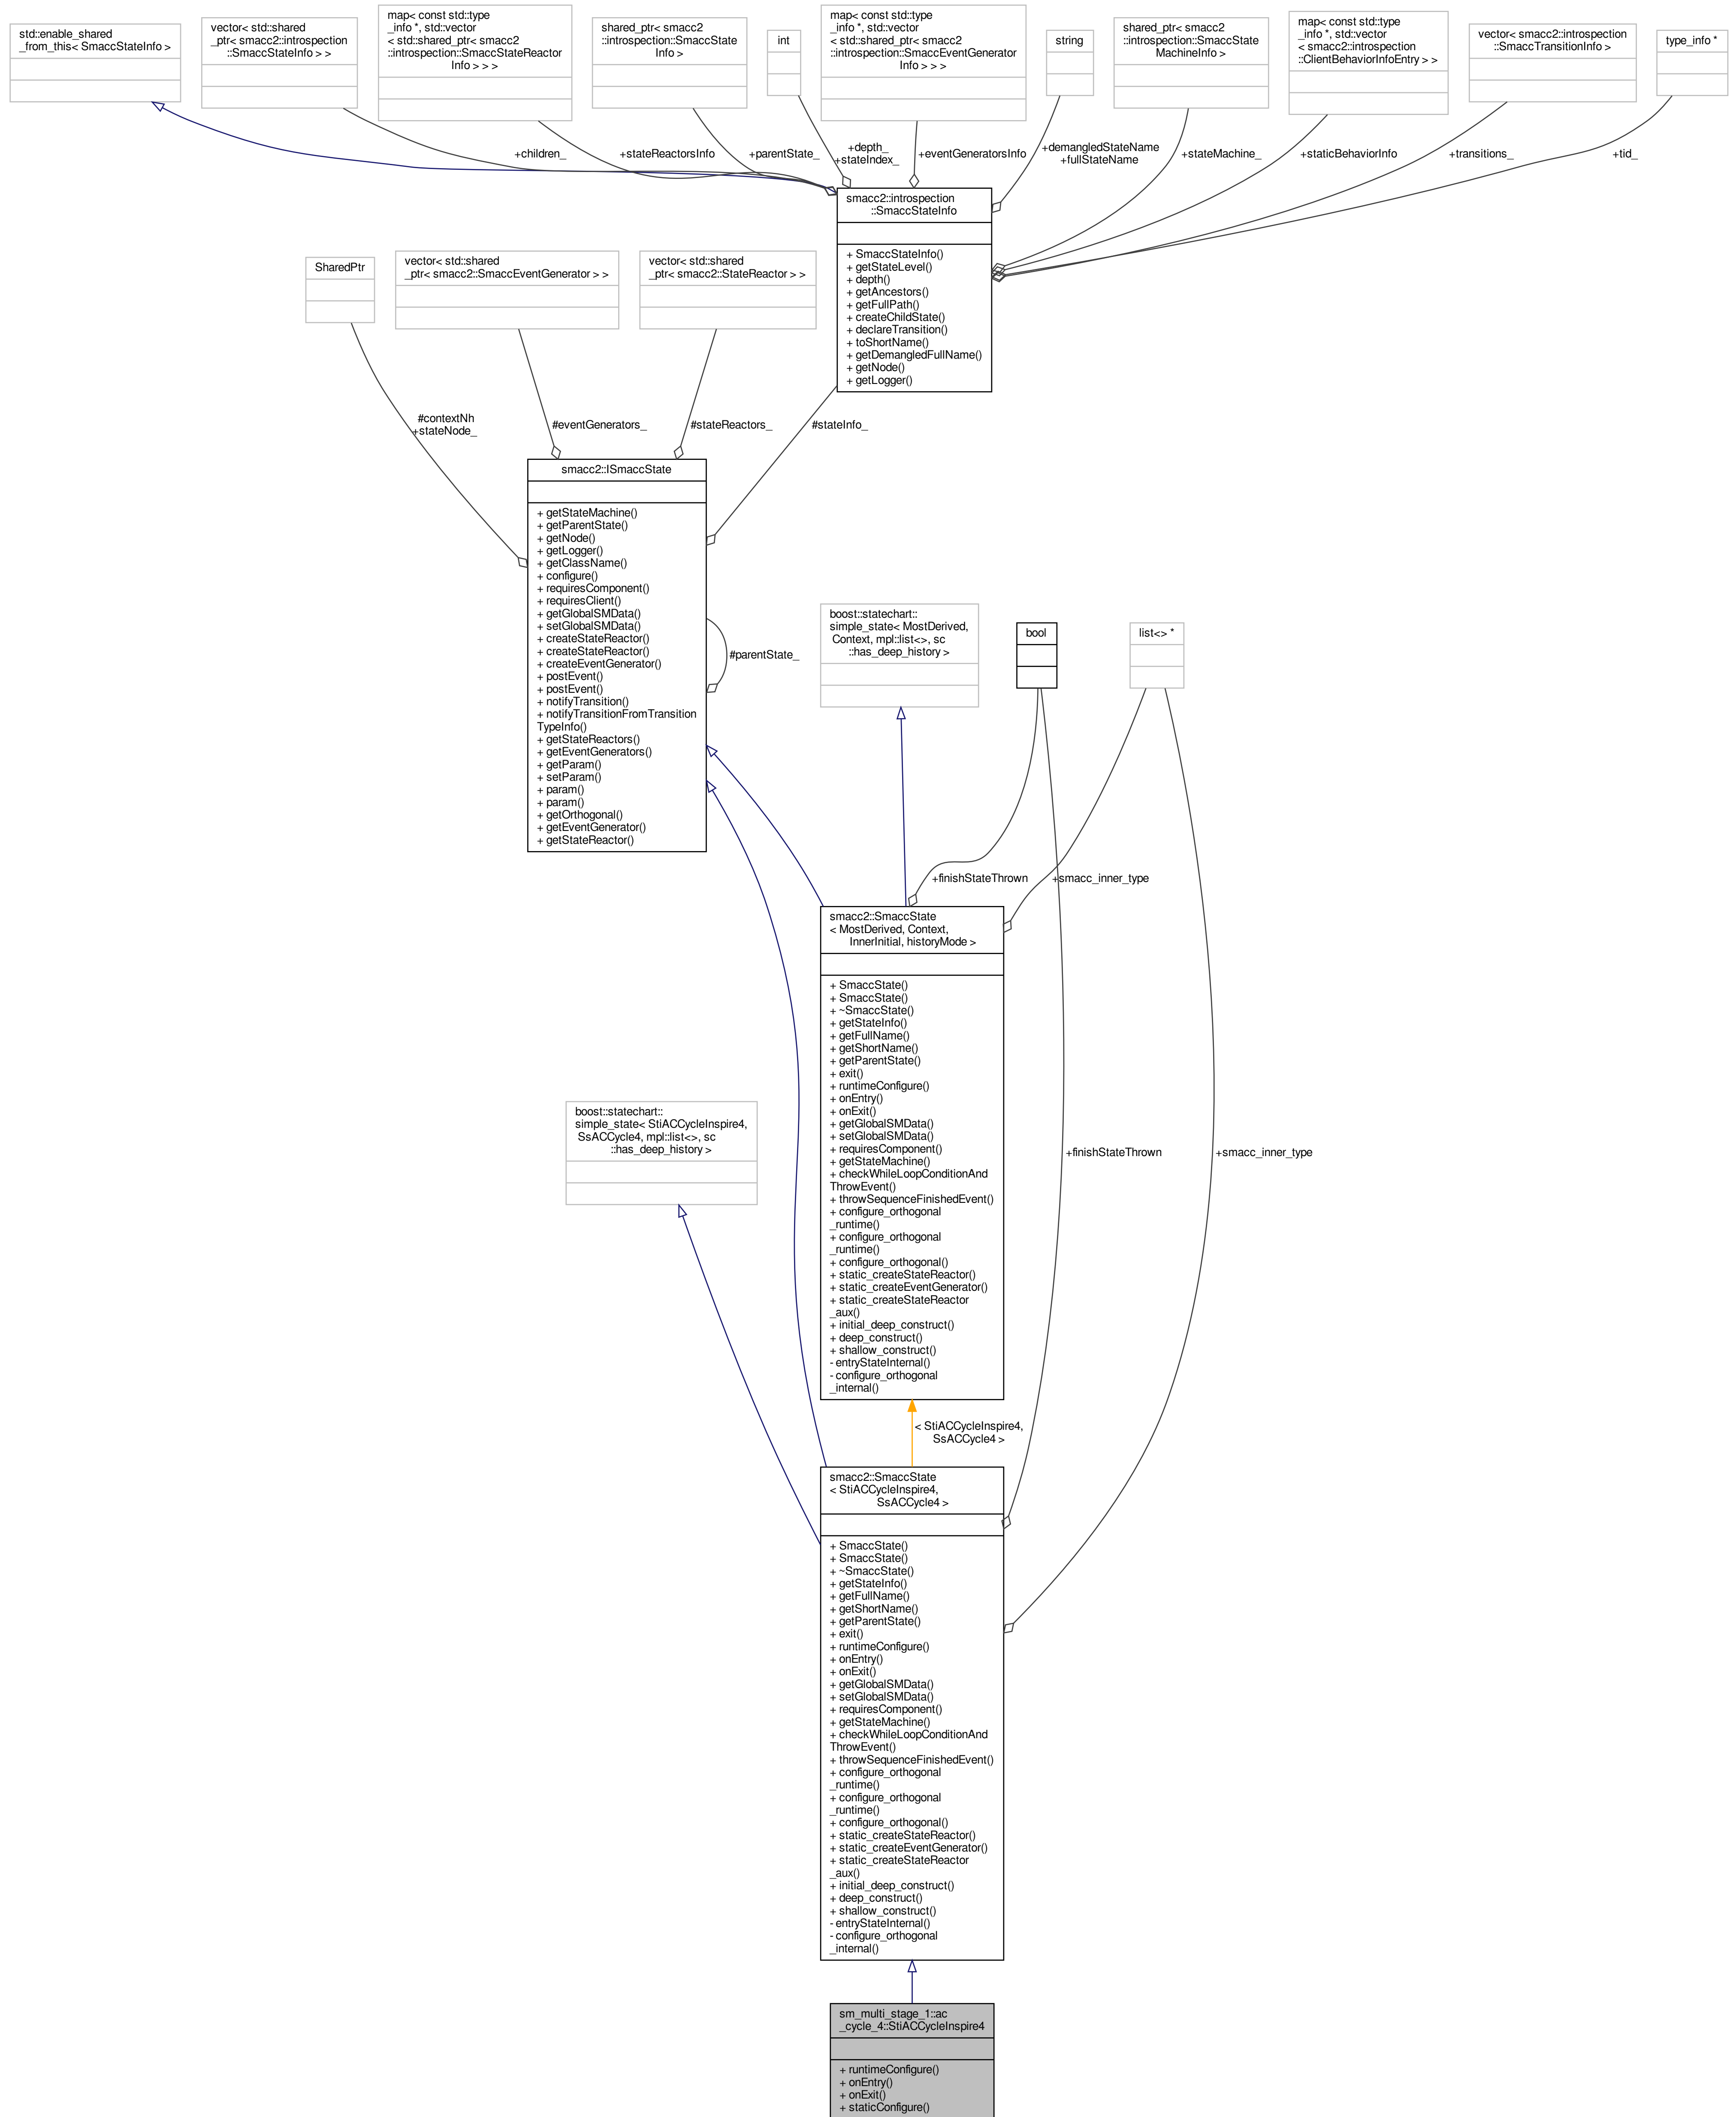 std::enable_shared
_from_this< SmaccStateInfo >
vector< std::shared
_ptr< smacc2::introspection
::SmaccStateInfo > >
map< const std::type
_info *, std::vector
< std::shared_ptr< smacc2
::introspection::SmaccStateReactor
Info > > >
shared_ptr< smacc2
::introspection::SmaccState
Info >
int
map< const std::type
_info *, std::vector
< std::shared_ptr< smacc2
::introspection::SmaccEventGenerator
Info > > >
string
shared_ptr< smacc2
::introspection::SmaccState
MachineInfo >
map< const std::type
_info *, std::vector
< smacc2::introspection
::ClientBehaviorInfoEntry > >
vector< smacc2::introspection
::SmaccTransitionInfo >
type_info *
+children_
+stateReactorsInfo
+parentState_
+depth_
+stateIndex_
+eventGeneratorsInfo
+demangledStateName
+fullStateName
+stateMachine_
+staticBehaviorInfo
+transitions_
+tid_
smacc2::introspection
::SmaccStateInfo
+ SmaccStateInfo()
+ getStateLevel()
+ depth()
+ getAncestors()
+ getFullPath()
+ createChildState()
+ declareTransition()
+ toShortName()
+ getDemangledFullName()
+ getNode()
+ getLogger()
SharedPtr
vector< std::shared
_ptr< smacc2::SmaccEventGenerator > >
vector< std::shared
_ptr< smacc2::StateReactor > >
#contextNh
+stateNode_
#eventGenerators_
#stateReactors_
#stateInfo_
smacc2::ISmaccState
+ getStateMachine()
+ getParentState()
+ getNode()
+ getLogger()
+ getClassName()
+ configure()
+ requiresComponent()
+ requiresClient()
+ getGlobalSMData()
+ setGlobalSMData()
+ createStateReactor()
+ createStateReactor()
+ createEventGenerator()
+ postEvent()
+ postEvent()
+ notifyTransition()
+ notifyTransitionFromTransition
TypeInfo()
+ getStateReactors()
+ getEventGenerators()
+ getParam()
+ setParam()
+ param()
+ param()
+ getOrthogonal()
+ getEventGenerator()
+ getStateReactor()
#parentState_
boost::statechart::
simple_state< MostDerived,
Context, mpl::list<>, sc
::has_deep_history >
bool
list<> *
+finishStateThrown
+smacc_inner_type
smacc2::SmaccState
< MostDerived, Context,
InnerInitial, historyMode >
+ SmaccState()
+ SmaccState()
+ ~SmaccState()
+ getStateInfo()
+ getFullName()
+ getShortName()
+ getParentState()
+ exit()
+ runtimeConfigure()
+ onEntry()
+ onExit()
+ getGlobalSMData()
+ setGlobalSMData()
+ requiresComponent()
+ getStateMachine()
+ checkWhileLoopConditionAnd
ThrowEvent()
+ throwSequenceFinishedEvent()
+ configure_orthogonal
_runtime()
+ configure_orthogonal
_runtime()
+ configure_orthogonal()
+ static_createStateReactor()
+ static_createEventGenerator()
+ static_createStateReactor
_aux()
+ initial_deep_construct()
+ deep_construct()
+ shallow_construct()
- entryStateInternal()
- configure_orthogonal
_internal()
boost::statechart::
simple_state< StiACCycleInspire4,
SsACCycle4, mpl::list<>, sc
::has_deep_history >
+finishStateThrown
+smacc_inner_type
< StiACCycleInspire4,
SsACCycle4 >
smacc2::SmaccState
< StiACCycleInspire4,
SsACCycle4 >
+ SmaccState()
+ SmaccState()
+ ~SmaccState()
+ getStateInfo()
+ getFullName()
+ getShortName()
+ getParentState()
+ exit()
+ runtimeConfigure()
+ onEntry()
+ onExit()
+ getGlobalSMData()
+ setGlobalSMData()
+ requiresComponent()
+ getStateMachine()
+ checkWhileLoopConditionAnd
ThrowEvent()
+ throwSequenceFinishedEvent()
+ configure_orthogonal
_runtime()
+ configure_orthogonal
_runtime()
+ configure_orthogonal()
+ static_createStateReactor()
+ static_createEventGenerator()
+ static_createStateReactor
_aux()
+ initial_deep_construct()
+ deep_construct()
+ shallow_construct()
- entryStateInternal()
- configure_orthogonal
_internal()
sm_multi_stage_1::ac
_cycle_4::StiACCycleInspire4
+ runtimeConfigure()
+ onEntry()
+ onExit()
+ staticConfigure()